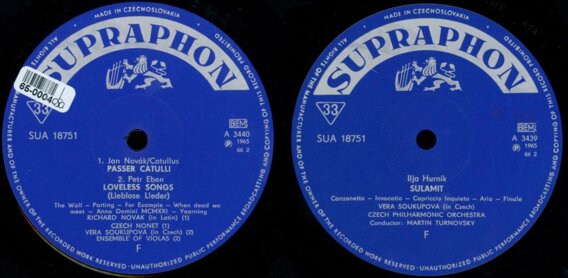 MADE IN CZECHOSLOVAKIA
SUPRAPHON
ALL RIGHTS OF THE MANUFACTURER AND OF THE OWNER OF THE RECORDED WORK RESERVED - UNAUTHORIZED PUBLIC PERFORMANCE BROADCASTING AND COPYING OF THIS RECORD PROHIBITED
33
68-0004
SUA 18751
BIEM
A 3440
Ⓟ 1965
66 2
1. Jan Novák/Catullus
PASSER CATULLI
2. Petr Eben
LOVELESS SONGS
(Lieblose Lieder)
The Wall – Parting – For Example – When dead we
meet – Anno Domini MCMXXI – Yearning
RICHARD NOVAK (in Latin) (1)
CZECH NONET (1)
VERA SOUKUPOVA (in Czech) (2)
ENSEMBLE OF VIOLAS (2)
F
MADE IN CZECHOSLOVAKIA
SUPRAPHON
ALL RIGHTS OF THE MANUFACTURER AND OF THE OWNER OF THE RECORDED WORK RESERVED - UNAUTHORIZED PUBLIC PERFORMANCE BROADCASTING AND COPYING OF THIS RECORD PROHIBITED
33
SUA 18751
BIEM
A 3439
Ⓟ 1965
66 2
Ilja Hurník
SULAMIT
Canzonetta – Invocatio – Capriccio Inquieto – Aria – Finale
VERA SOUKUPOVA (in Czech)
CZECH PHILHARMONIC ORCHESTRA
Conductor: MARTIN TURNOVSKY
F